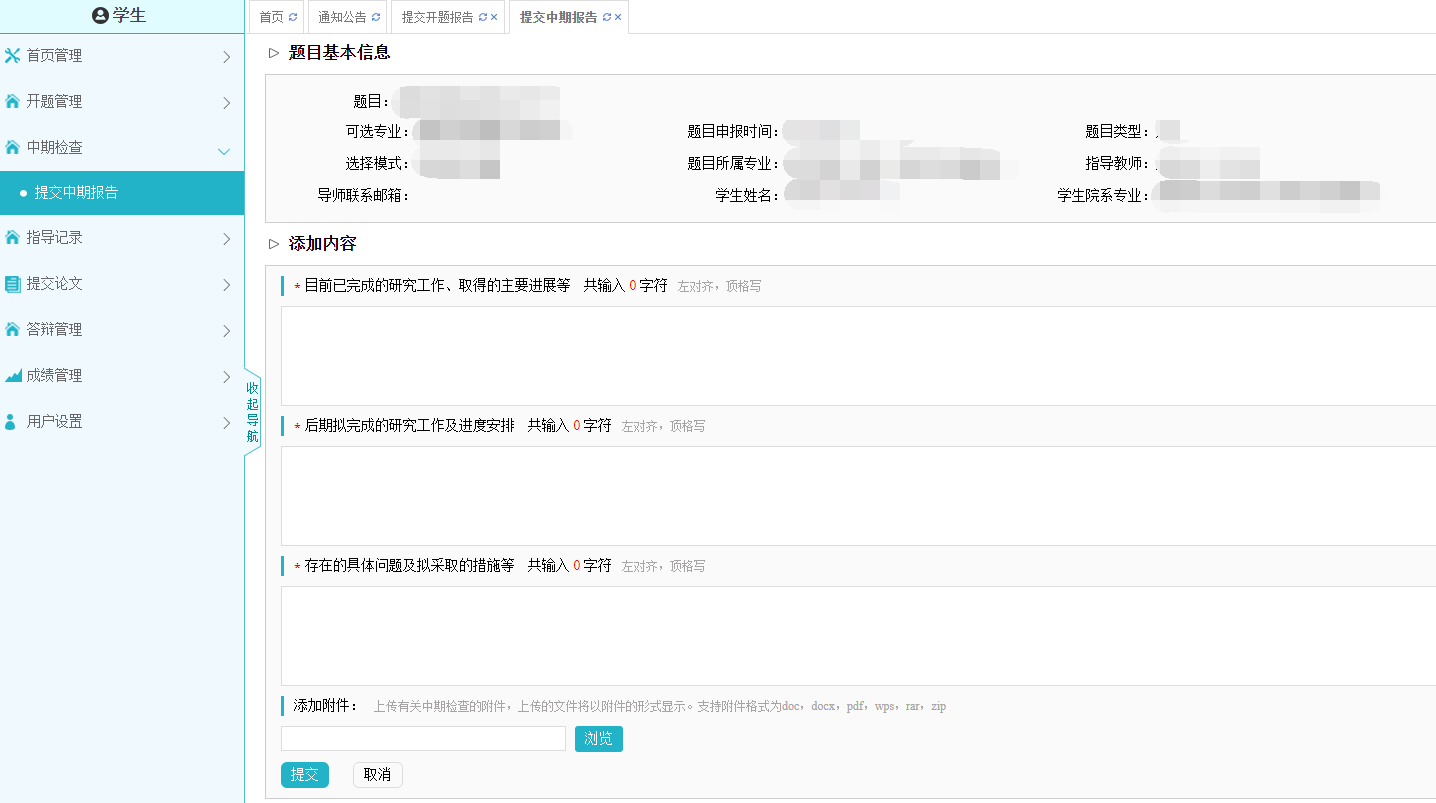 学生
首页管理
开题管理
中期检查
提交中期报告
指导记录
提交论文
答辩管理
成绩管理
用户设置
收起导航
首页 通知公告 提交开题报告 提交中期报告
题目基本信息
题目：
可选专业： 题目申报时间： 题目类型：
选择模式： 题目所属专业： 指导教师：
导师联系邮箱： 学生姓名： 学生院系专业：
添加内容
* 目前已完成的研究工作、取得的主要进展等 共输入 0 字符 左对齐，顶格写
* 后期拟完成的研究工作及进度安排 共输入 0 字符 左对齐，顶格写
* 存在的具体问题及拟采取的措施等 共输入 0 字符 左对齐，顶格写
添加附件： 上传有关中期检查的附件，上传的文件将以附件的形式显示。支持附件格式为doc，docx，pdf，wps，rar，zip
浏览
提交 取消